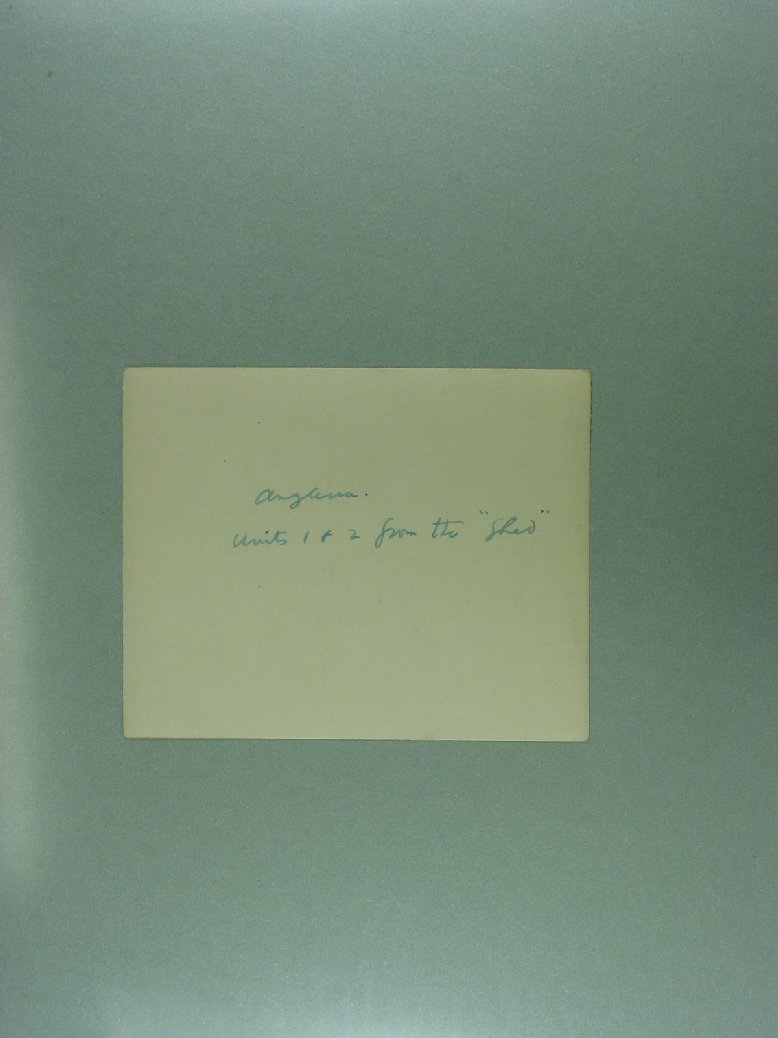 Anglesea.
Units 1 & 2 from the "Shed"